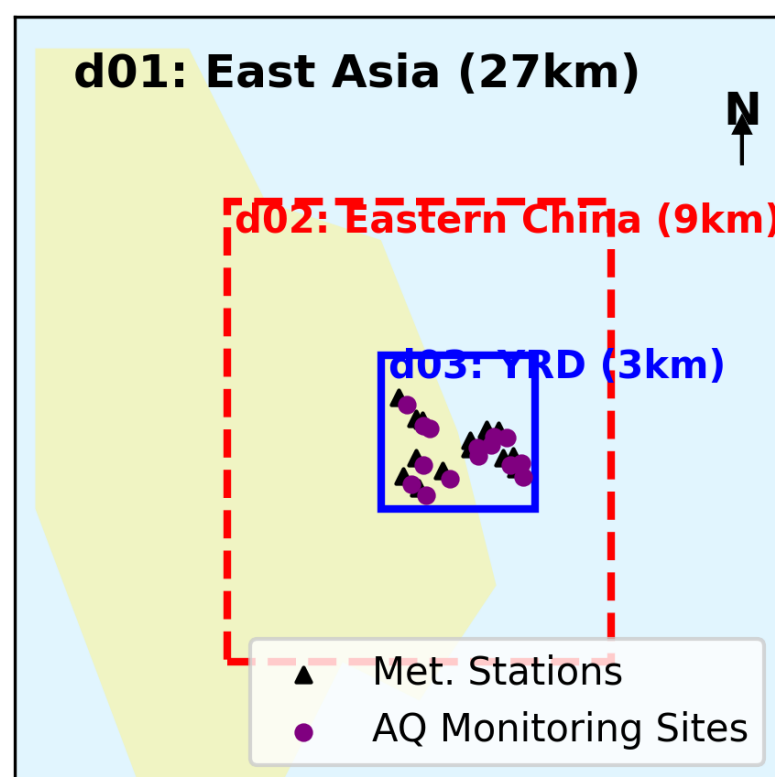 d01: East Asia (27km)
N
d02: Eastern China (9km)
d03: YRD (3km)
Met. Stations
AQ Monitoring Sites